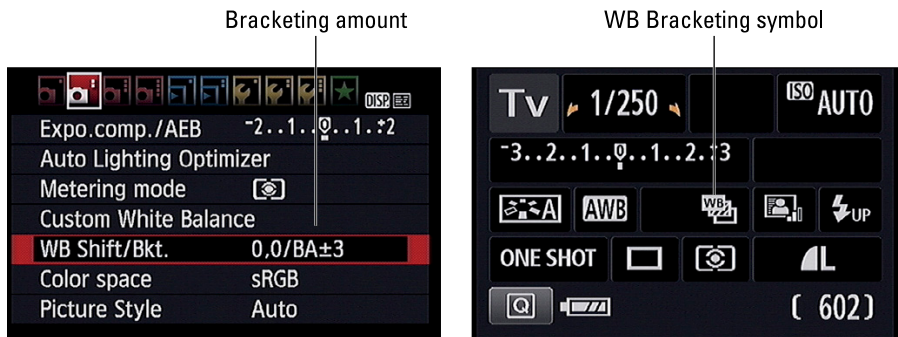 Bracketing amount
WB Bracketing symbol
DISP.
Expo.comp./AEB -2..1..0..1..+2
Auto Lighting Optimizer
Metering mode
Custom White Balance
WB Shift/Bkt. 0,0/BA±3
Color space sRGB
Picture Style Auto
Tv 1/250 ISO AUTO
-3..2..1..0..1..2..+3
A AWB WB UP
ONE SHOT L
Q ( 602)